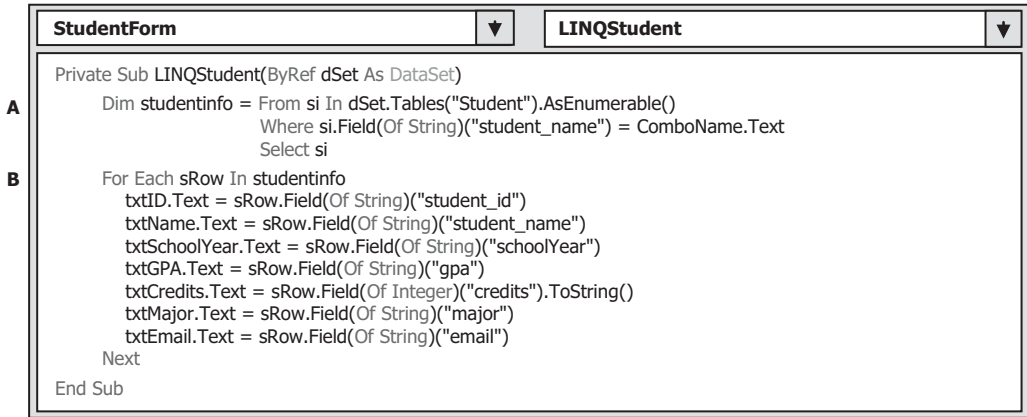 StudentForm LINQStudent
Private Sub LINQStudent(ByRef dSet As DataSet)
A Dim studentinfo = From si In dSet.Tables("Student").AsEnumerable()
Where si.Field(Of String)("student_name") = ComboName.Text
Select si
B For Each sRow In studentinfo
txtID.Text = sRow.Field(Of String)("student_id")
txtName.Text = sRow.Field(Of String)("student_name")
txtSchoolYear.Text = sRow.Field(Of String)("schoolYear")
txtGPA.Text = sRow.Field(Of String)("gpa")
txtCredits.Text = sRow.Field(Of Integer)("credits").ToString()
txtMajor.Text = sRow.Field(Of String)("major")
txtEmail.Text = sRow.Field(Of String)("email")
Next
End Sub